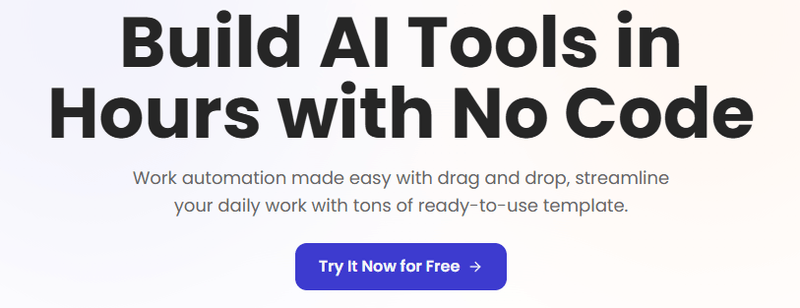 Build AI Tools in
Hours with No Code
Work automation made easy with drag and drop, streamline
your daily work with tons of ready-to-use template.
Try It Now for Free →